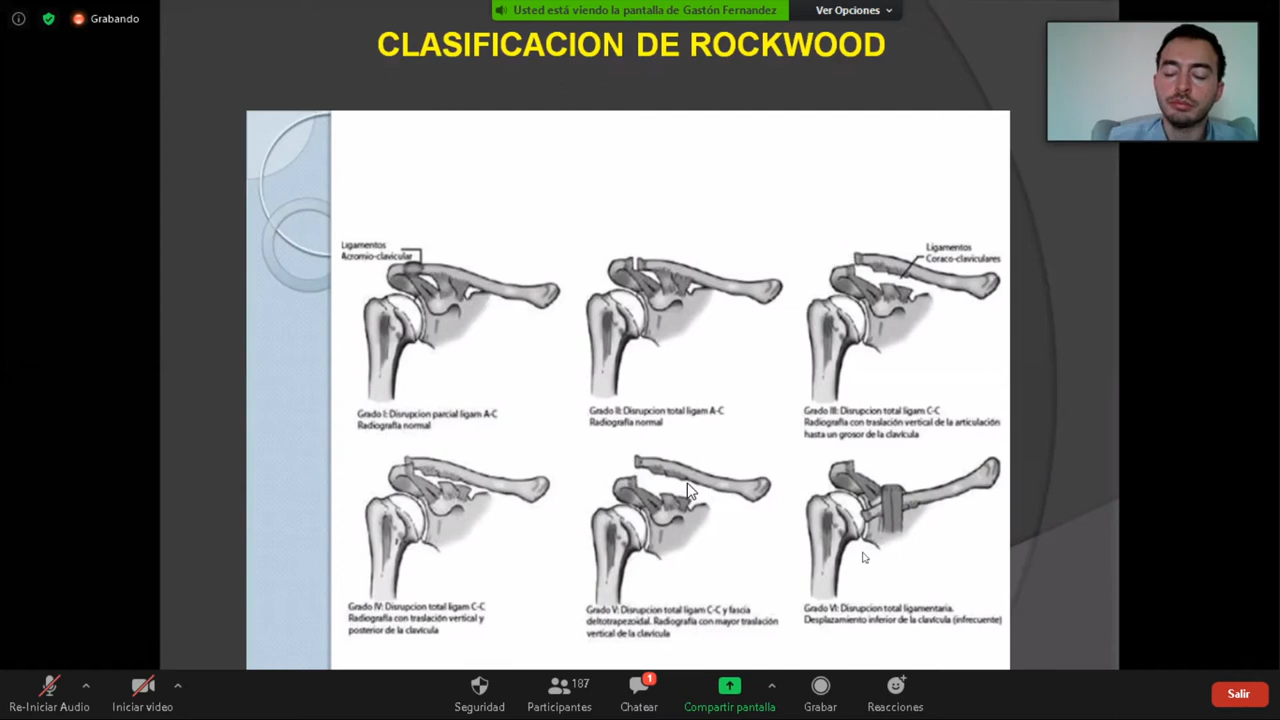 Grabando
Usted está viendo la pantalla de Gastón Fernandez
Ver Opciones
CLASIFICACION DE ROCKWOOD
Ligamentos
Acromio-clavicular
Ligamentos
Coraco-claviculares
Grado I: Disrupcion parcial ligam A-C
Radiografia normal
Grado II: Disrupcion total ligam A-C
Radiografia normal
Grado III: Disrupcion total ligam C-C
Radiografia con traslación vertical de la articulación
hasta un grosor de la clavícula
Grado IV: Disrupcion total ligam C-C
Radiografia con traslación vertical y
posterior de la clavícula
Grado V: Disrupcion total ligam C-C y fascia
deltotrapezoidal. Radiografia con mayor traslación
vertical de la clavícula
Grado VI: Disrupcion total ligamentaria.
Desplazamiento inferior de la clavícula (infrecuente)
Re-Iniciar Audio
Iniciar video
Seguridad
187
Participantes
1
Chatear
Compartir pantalla
Grabar
Reacciones
Salir